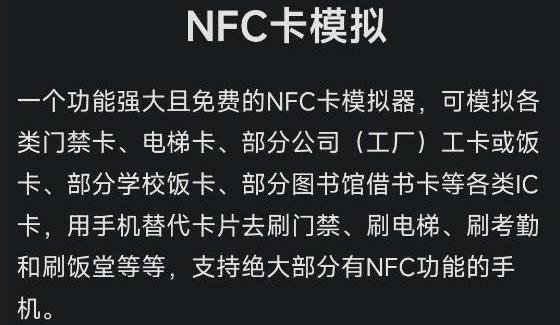 NFC卡模拟
一个功能强大且免费的NFC卡模拟器，可模拟各
类门禁卡、电梯卡、部分公司（工厂）工卡或饭
卡、部分学校饭卡、部分图书馆借书卡等各类IC
卡，用手机替代卡片去刷门禁、刷电梯、刷考勤
和刷饭堂等等，支持绝大部分有NFC功能的手
机。